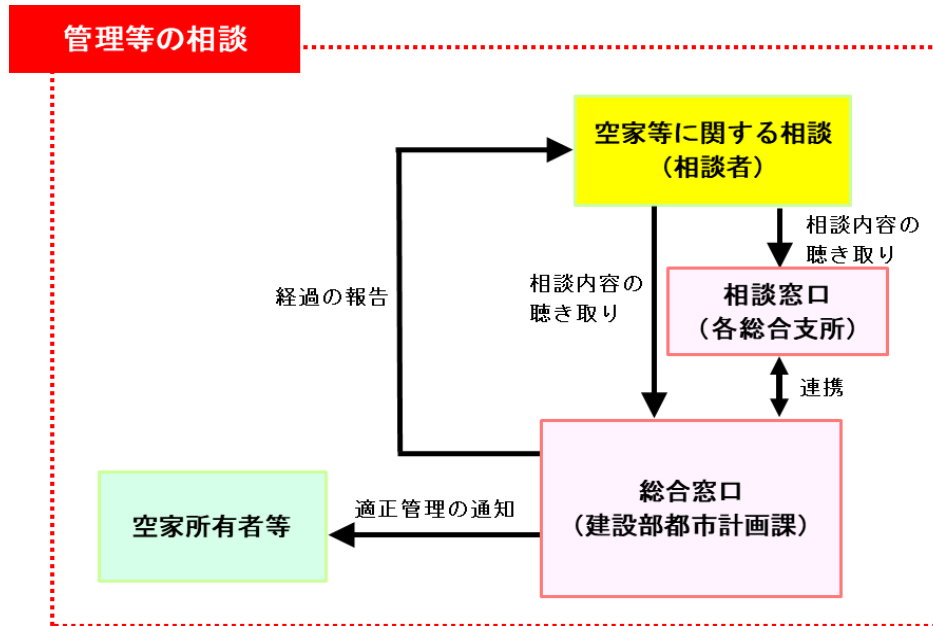 管理等の相談
空家等に関する相談
（相談者）
相談内容の
聴き取り
相談内容の
聴き取り
経過の報告
相談窓口
（各総合支所）
連携
総合窓口
（建設部都市計画課）
適正管理の通知
空家所有者等